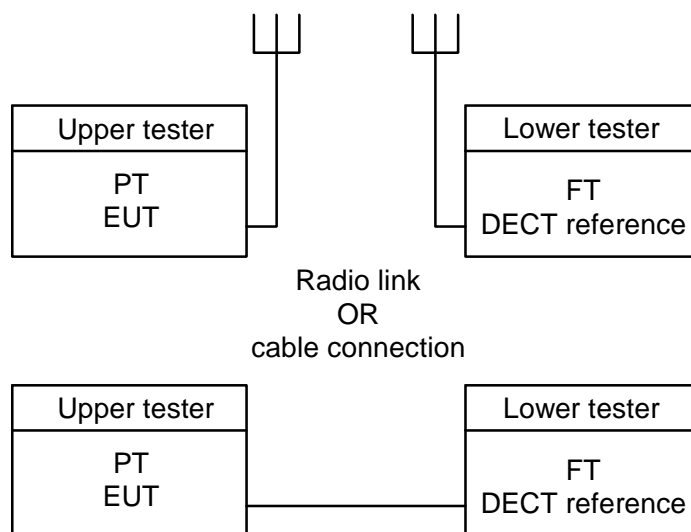 Upper tester
PT
EUT
Lower tester
FT
DECT reference
Radio link
OR
cable connection
Upper tester
PT
EUT
Lower tester
FT
DECT reference